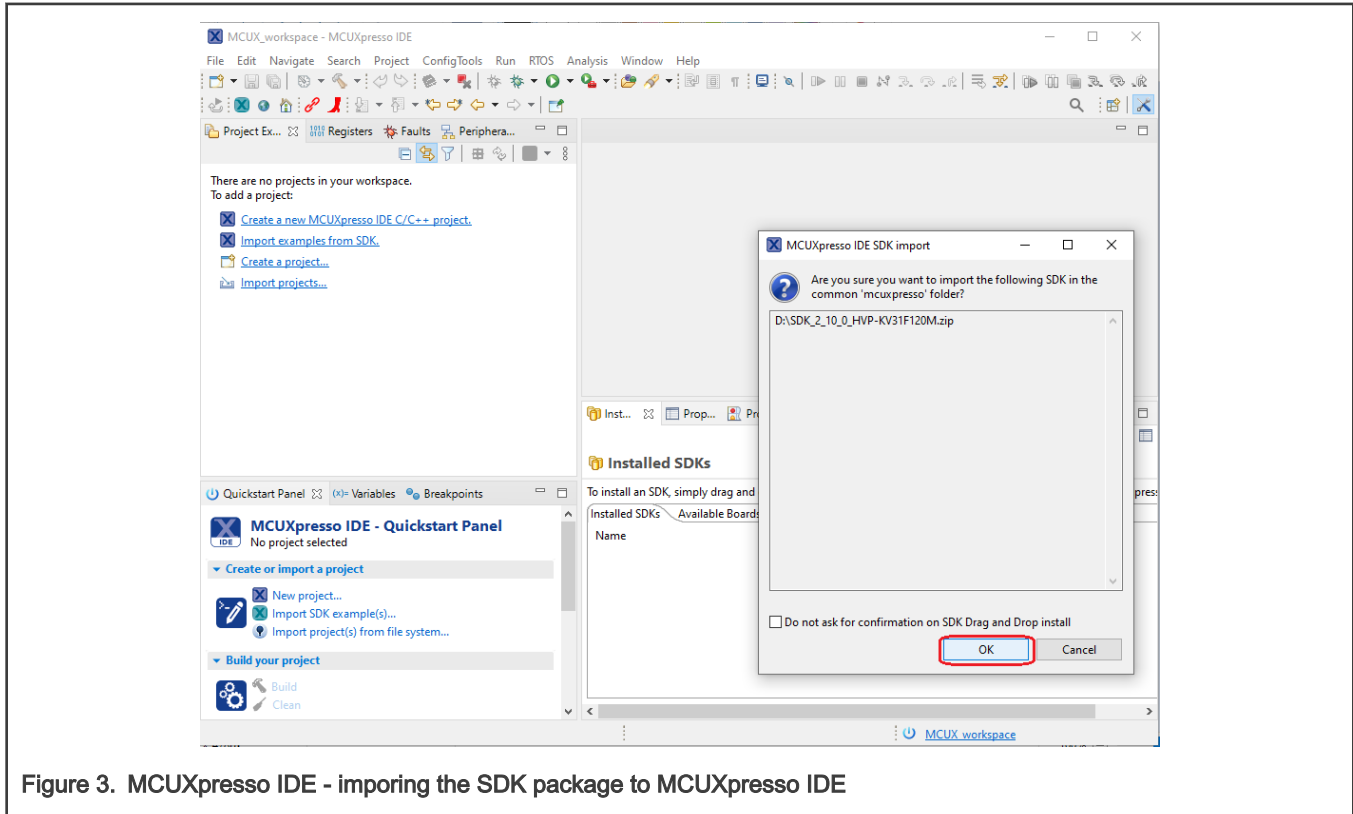 MCUX_workspace - MCUXpresso IDE
File Edit Navigate Search Project ConfigTools Run RTOS Analysis Window Help
Project Ex... Registers Faults Periphera...
There are no projects in your workspace.
To add a project:
Create a new MCUXpresso IDE C/C++ project.
Import examples from SDK.
Create a project...
Import projects...
MCUXpresso IDE SDK import
Are you sure you want to import the following SDK in the
common 'mcuxpresso' folder?
D:\SDK_2_10_0_HVP-KV31F120M.zip
Do not ask for confirmation on SDK Drag and Drop install
OK Cancel
Inst... Prop... Pr
Installed SDKs
To install an SDK, simply drag and
Installed SDKs Available Boards
Name
Quickstart Panel (x)= Variables Breakpoints
IDE
MCUXpresso IDE - Quickstart Panel
No project selected
Create or import a project
New project...
Import SDK example(s)...
Import project(s) from file system...
Build your project
Build
Clean
MCUX workspace
Figure 3. MCUXpresso IDE - imporing the SDK package to MCUXpresso IDE